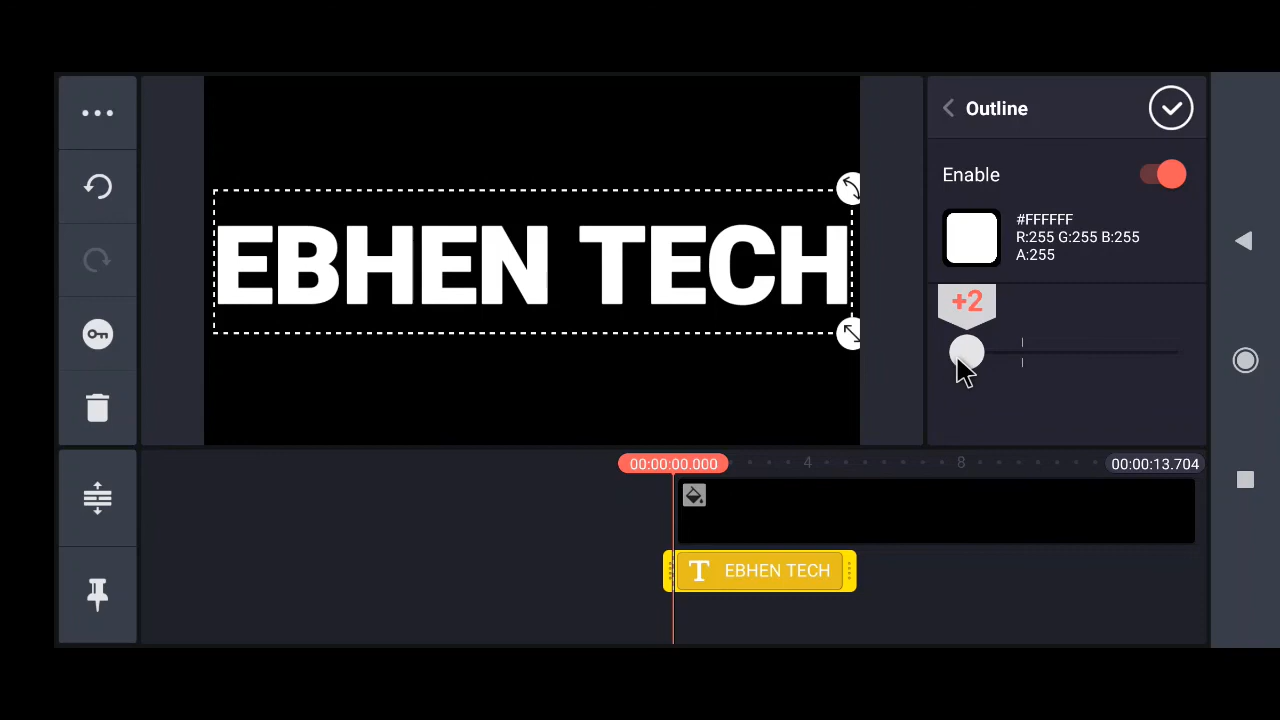 Outline
Enable
#FFFFFF
R:255 G:255 B:255
A:255
+2
EBHEN TECH
00:00:00.000
4
8
00:00:13.704
T EBHEN TECH